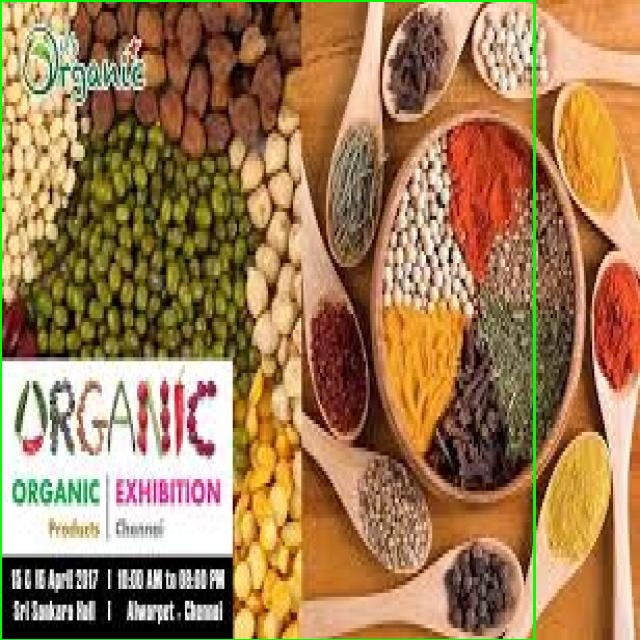 it's
Organic
ORGANIC
ORGANIC | EXHIBITION
Products | Chennai
15 & 16 April 2017 | 10:00 AM to 08:00 PM
Sri Sankara Hall | Alwarpet - Chennai